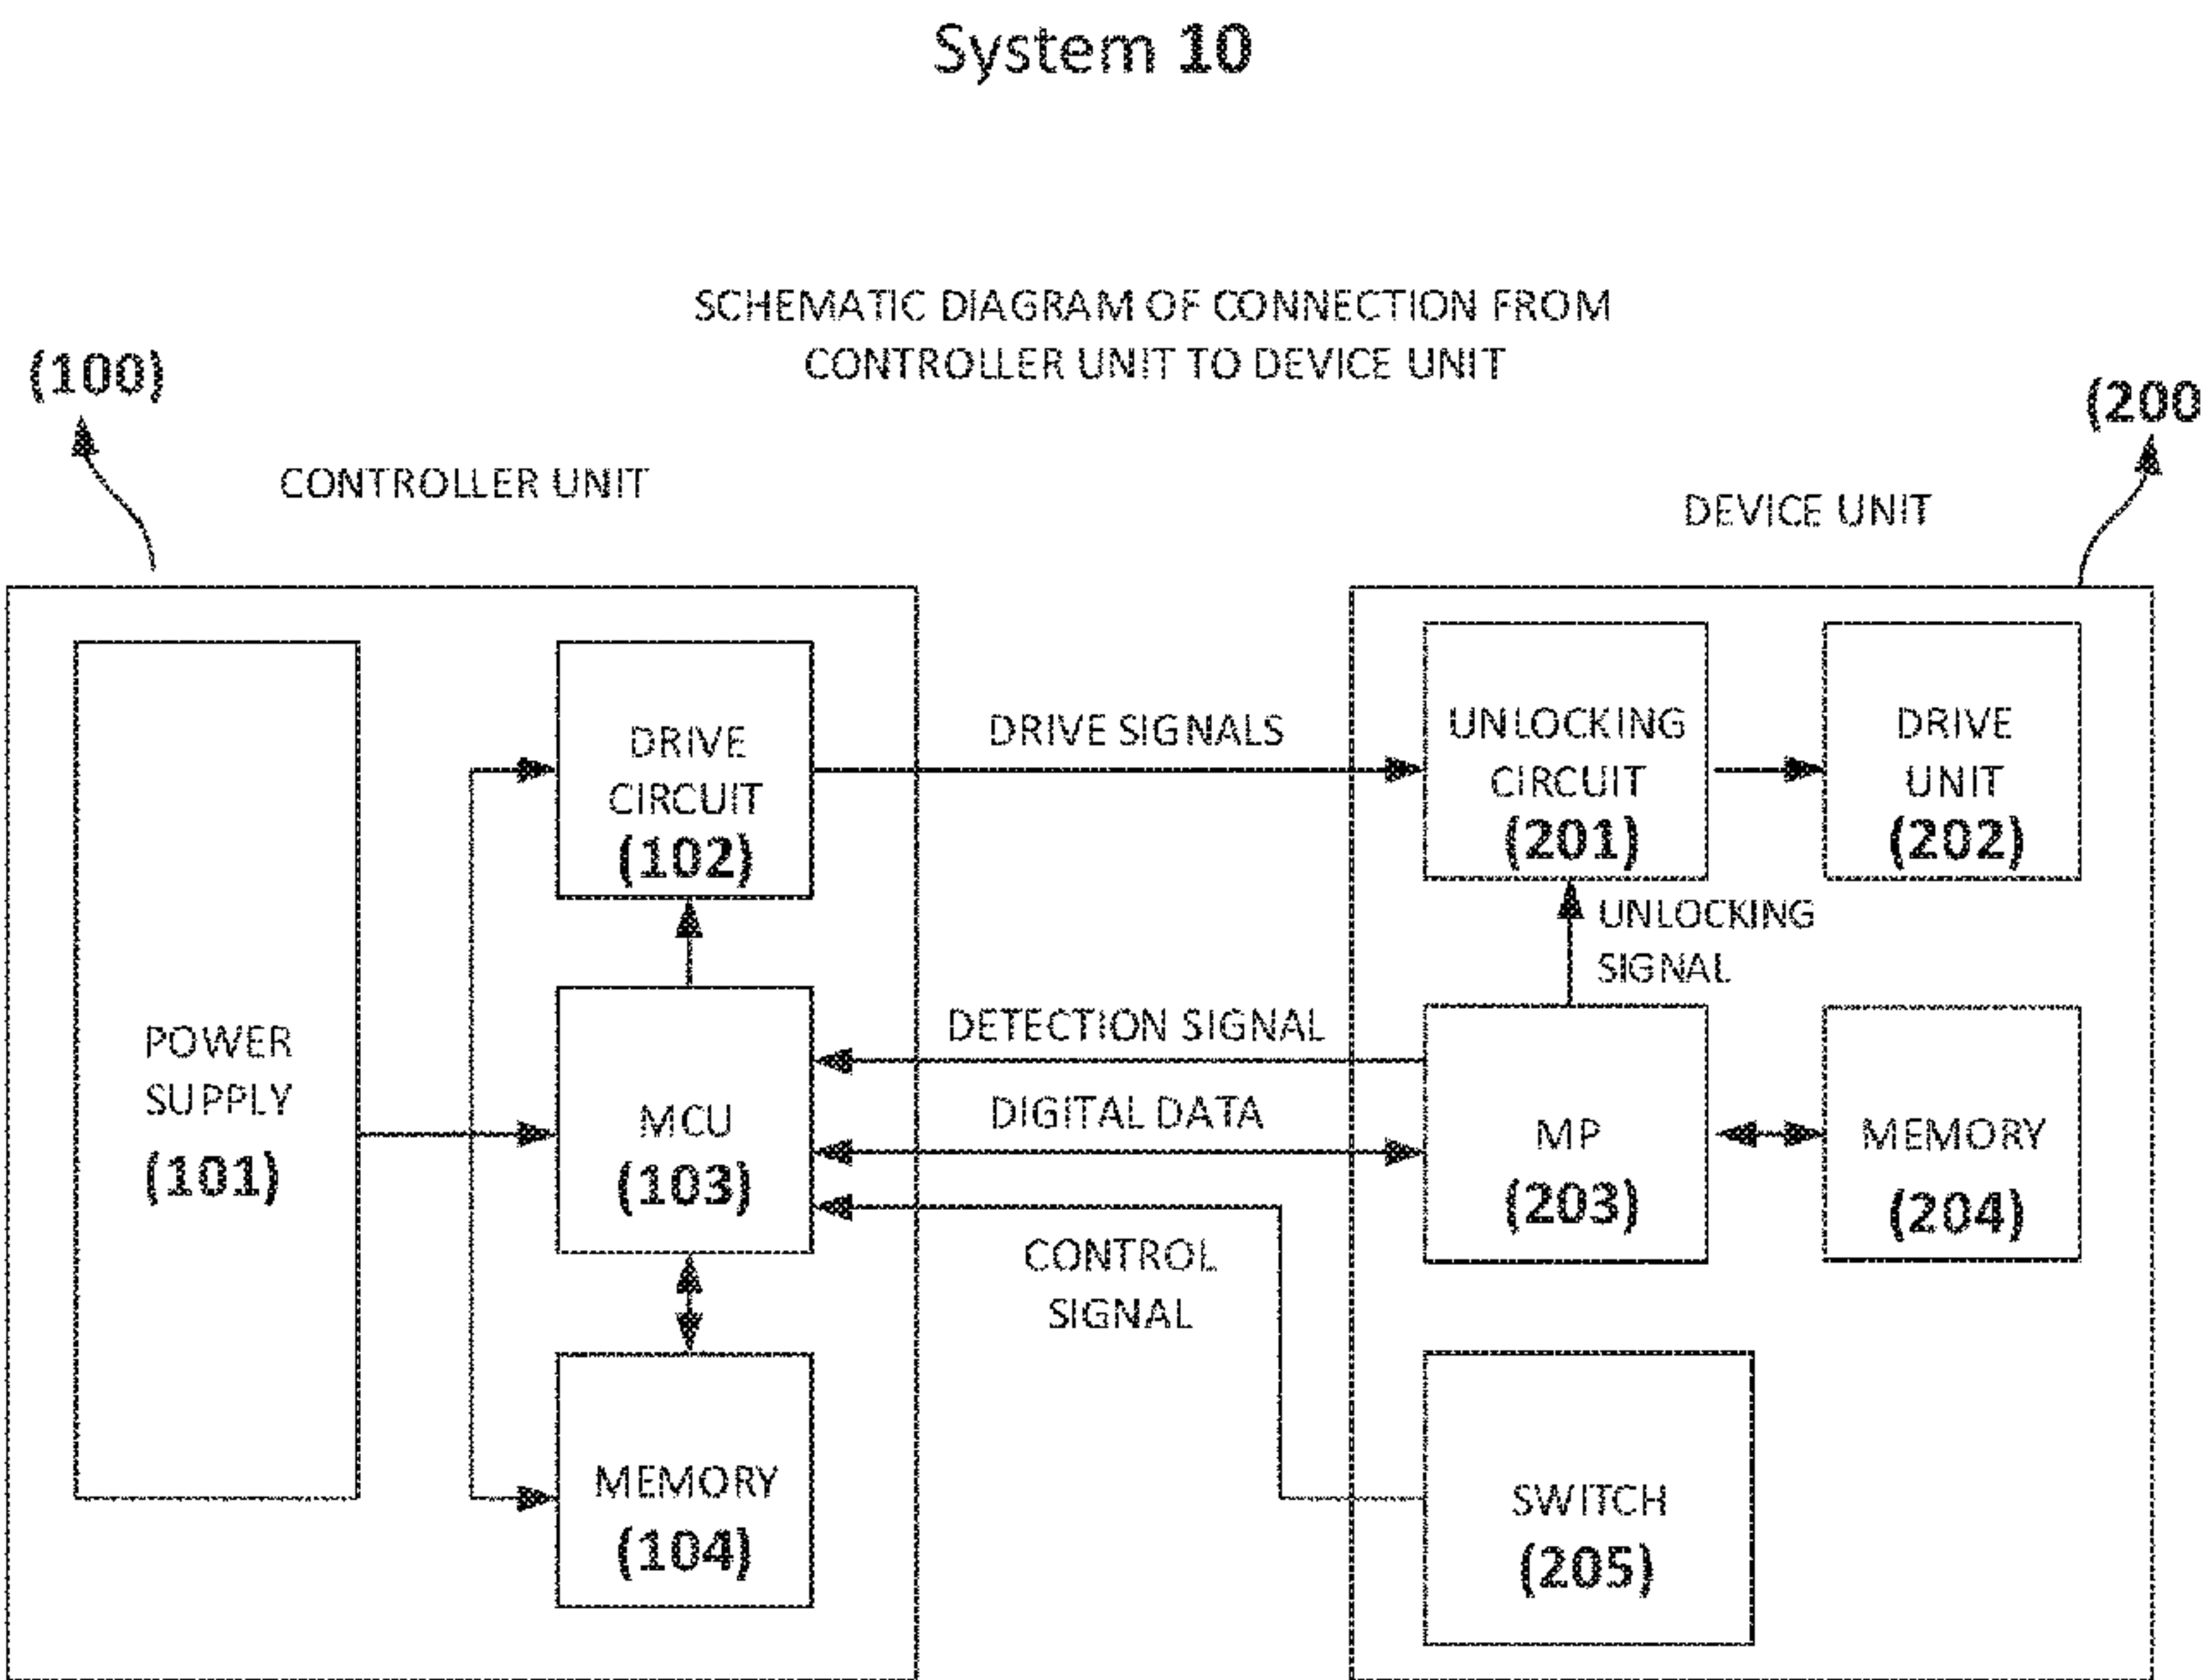 System 10
SCHEMATIC DIAGRAM OF CONNECTION FROM
CONTROLLER UNIT TO DEVICE UNIT
(100)
(200
CONTROLLER UNIT
DEVICE UNIT
POWER
SUPPLY
(101)
DRIVE
CIRCUIT
(102)
DRIVE SIGNALS
UNLOCKING
CIRCUIT
(201)
DRIVE
UNIT
(202)
UNLOCKING
SIGNAL
MCU
(103)
DETECTION SIGNAL
DIGITAL DATA
CONTROL
SIGNAL
MP
(203)
MEMORY
(204)
MEMORY
(104)
SWITCH
(205)